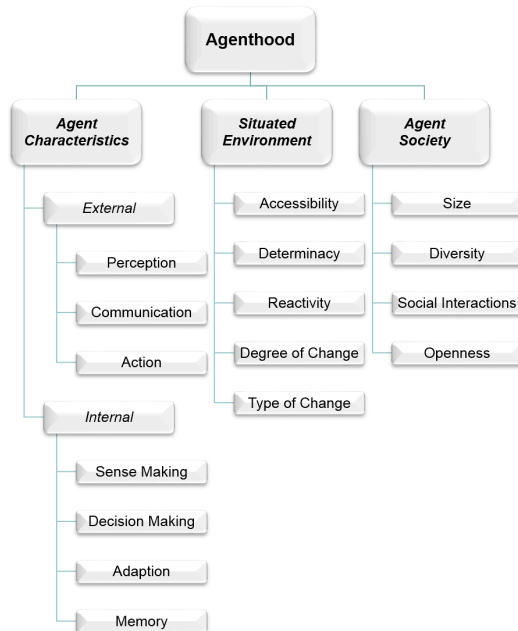 Agenthood
Agent
Characteristics
External
Perception
Communication
Action
Internal
Sense Making
Decision Making
Adaption
Memory
Situated
Environment
Accessibility
Determinacy
Reactivity
Degree of Change
Type of Change
Agent
Society
Size
Diversity
Social Interactions
Openness